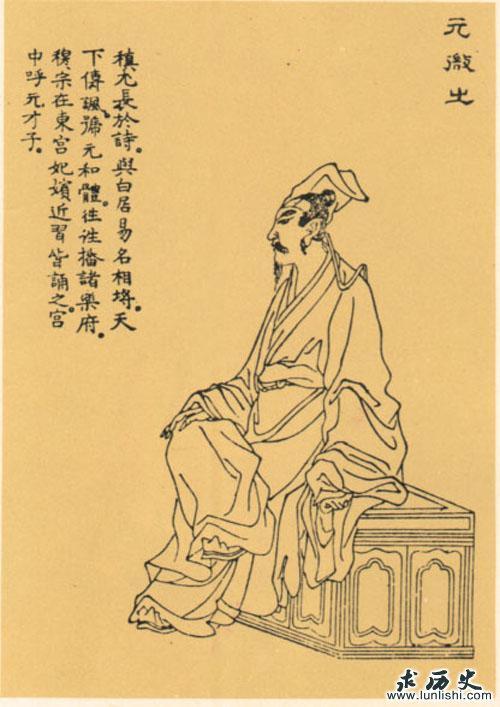 元微之
稹尤長於詩。與白居易名相埒。天
下傳諷。號元和體。往往播諸樂府。
穆宗在東宮妃嬪近習皆誦之。宮
中呼元才子。
求历史
www.lunlishi.com